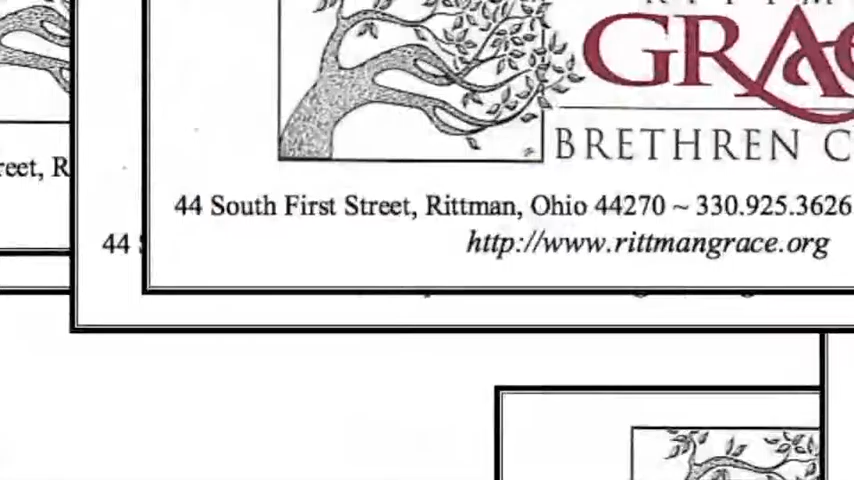 GRA
BRETHREN C
reet, R
44 South First Street, Rittman, Ohio 44270 ~ 330.925.3626
44
http://www.rittmangrace.org